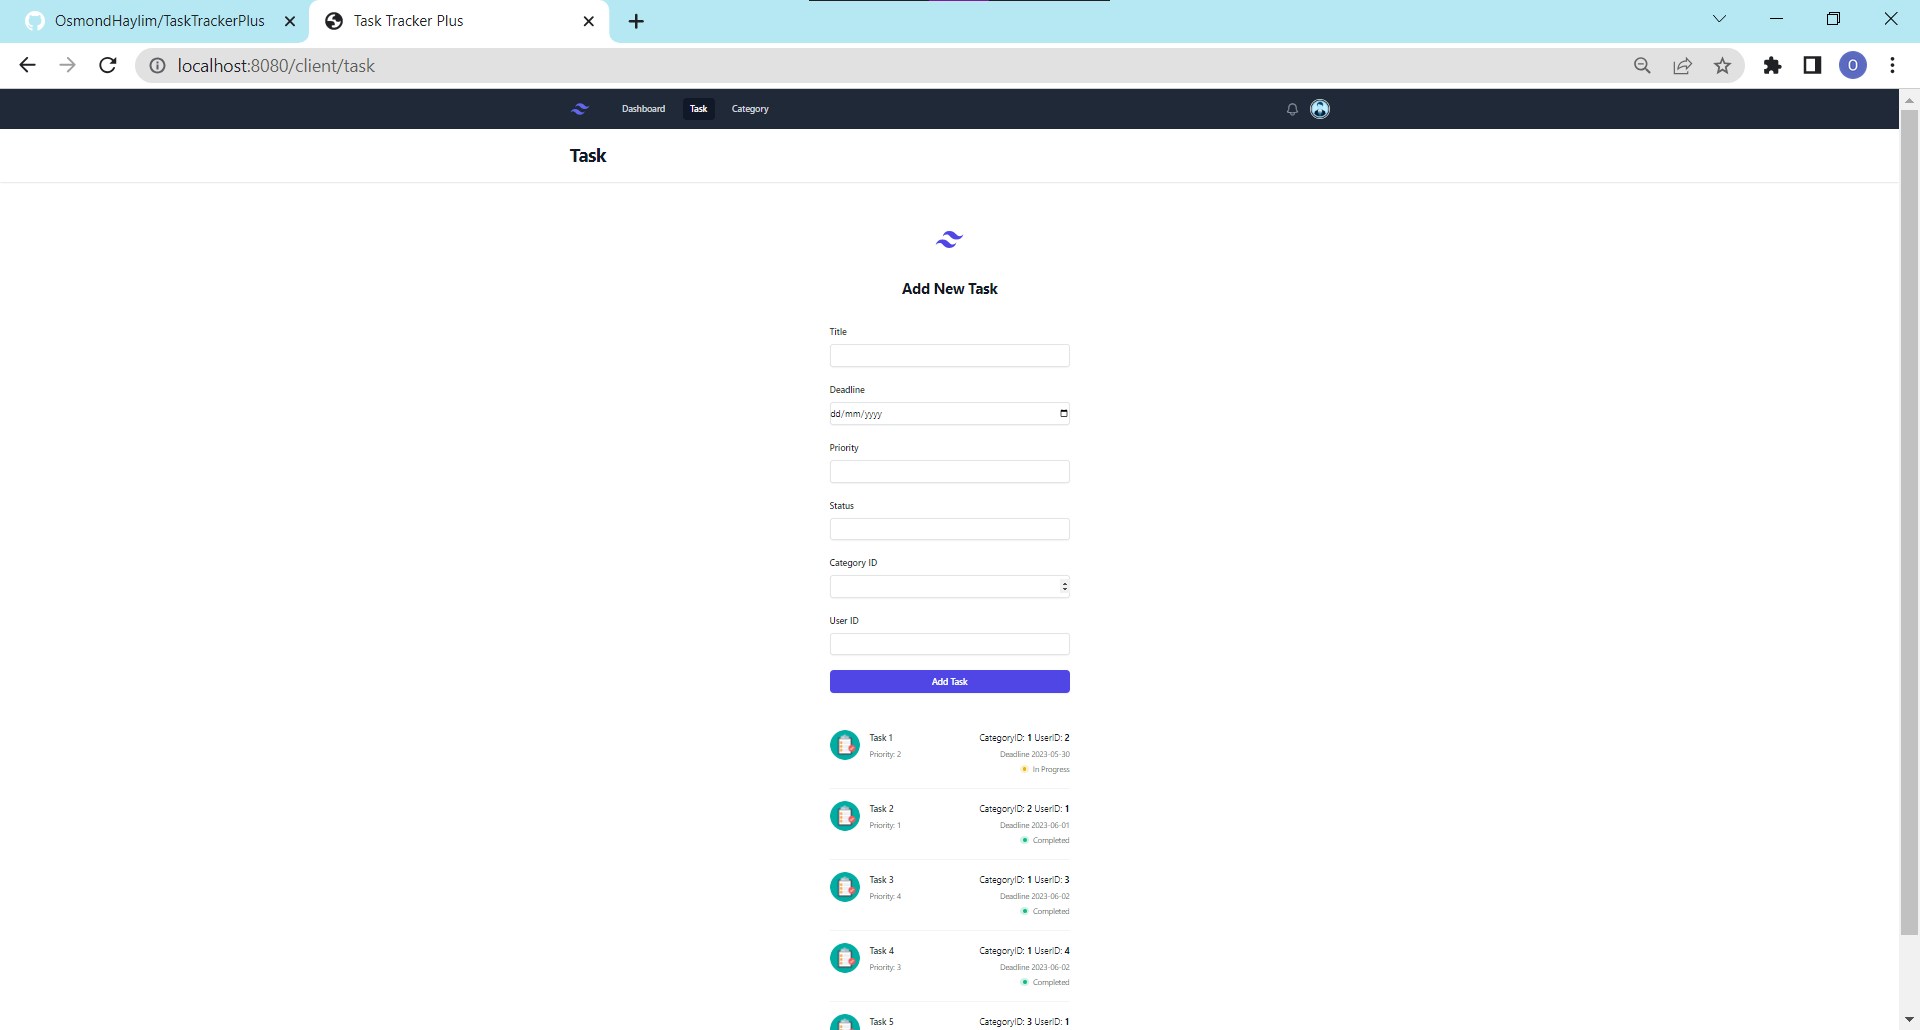 OsmondHaylim/TaskTrackerPlus
Task Tracker Plus
localhost:8080/client/task
O
Dashboard
Task
Category
Task
Add New Task
Title
Deadline
dd/mm/yyyy
Priority
Status
Category ID
User ID
Add Task
Task 1
CategoryID: 1 UserID: 2
Priority: 2
Deadline 2023-05-30
In Progress
Task 2
CategoryID: 2 UserID: 1
Priority: 1
Deadline 2023-06-01
Completed
Task 3
CategoryID: 1 UserID: 3
Priority: 4
Deadline 2023-06-02
Completed
Task 4
CategoryID: 1 UserID: 4
Priority: 3
Deadline 2023-06-02
Completed
Task 5
CategoryID: 3 UserID: 1